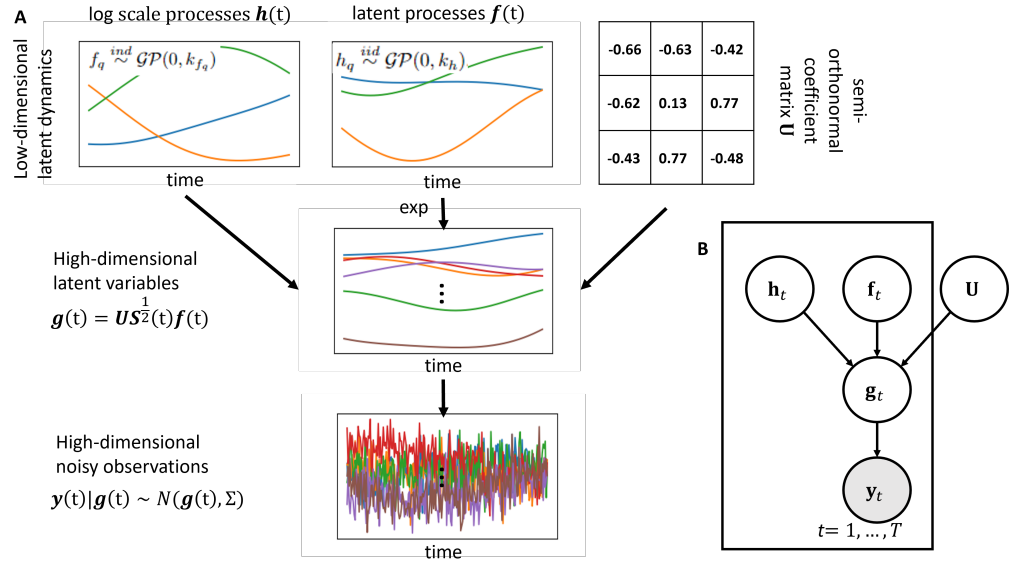 A
log scale processes h(t)
latent processes f(t)
Low-dimensional
latent dynamics
f_q ind ~ GP(0, k_{f_q})
time
h_q iid ~ GP(0, k_h)
time
-0.66 -0.63 -0.42
-0.62 0.13 0.77
-0.43 0.77 -0.48
semi-
orthonormal
coefficient
matrix U
exp
High-dimensional
latent variables
g(t) = US^{1/2}(t)f(t)
time
High-dimensional
noisy observations
y(t)|g(t) ~ N(g(t), Σ)
time
B
h_t
f_t
U
g_t
y_t
t= 1, ... , T